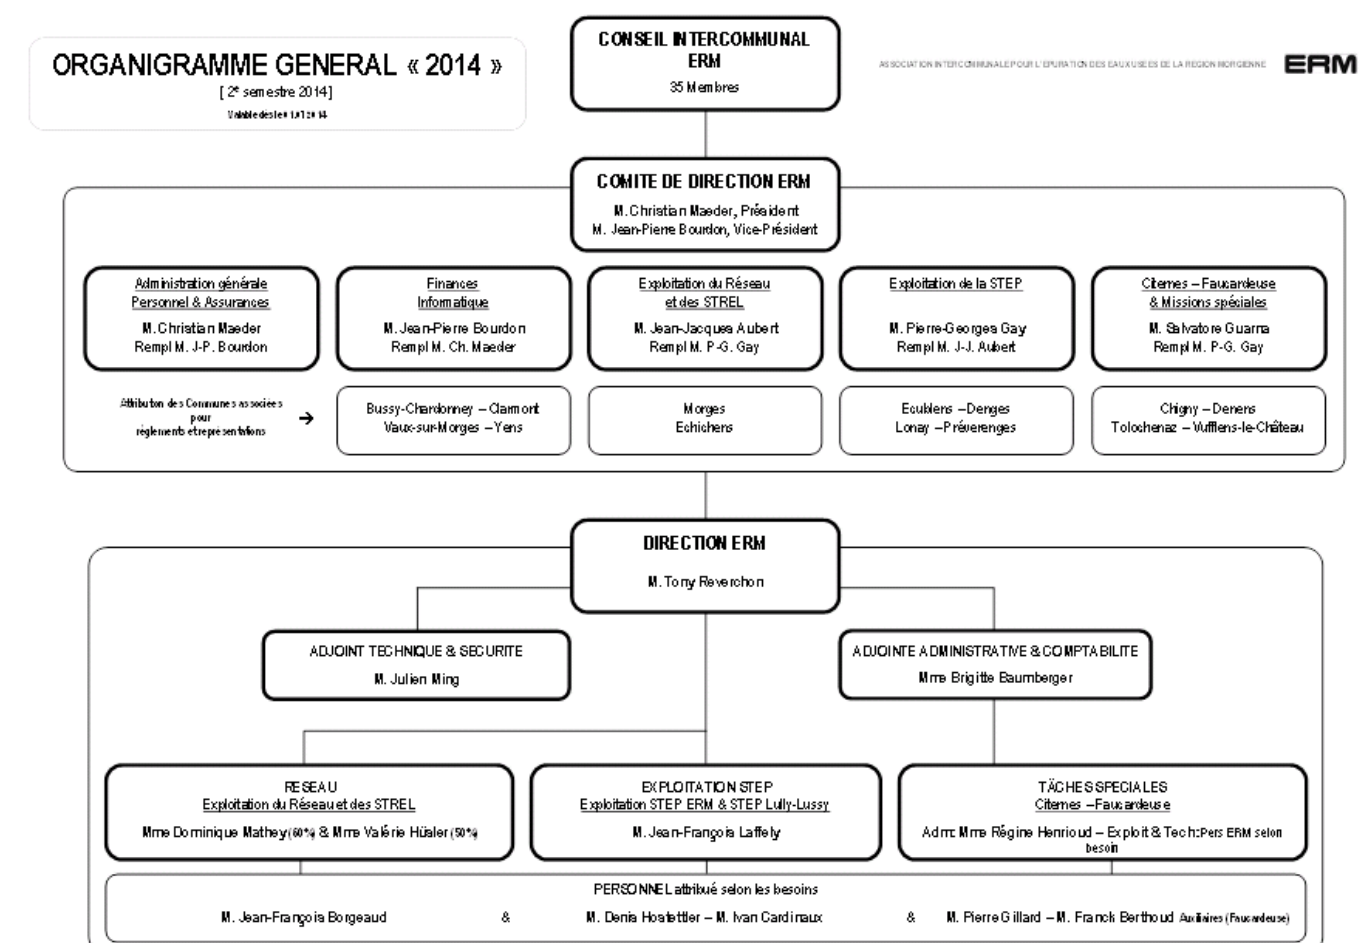 ORGANIGRAMME GENERAL « 2014 »
[ 2e semestre 2014]
CONSEIL INTERCOMMUNAL
ERM
35 Membres
ASSOCIATION INTERCOMMUNALE POUR L'EPURATION DES EAUX USEES DE LA REGION MORGIENNE
ERM
COMITE DE DIRECTION ERM
M. Christian Maeder, Président
M. Jean-Pierre Bourdon, Vice-Président
Administration générale
Personnel & Assurances
M. Christian Maeder
Rempl M. J-P. Bourdon
Finances
Informatique
M. Jean-Pierre Bourdon
Rempl M. Ch. Maeder
Exploitation du Réseau
et des STREL
M. Jean-Jacques Aubert
Rempl M. P-G. Gay
Exploitation de la STEP
M. Pierre-Georges Gay
Rempl M. J-J. Aubert
Citernes – Faucardeuse
& Missions spéciales
M. Salvatore Guarna
Rempl M. P-G. Gay
Attribution des Communes associées
pour
règlements et représentations
→
Bussy-Chardonney – Clarmont
Vaux-sur-Morges – Yens
Morges
Echichens
Ecublens – Denges
Lonay – Préverenges
Chigny – Denens
Tolochenaz – Vufflens-le-Château
DIRECTION ERM
M. Tony Reverchon
ADJOINT TECHNIQUE & SECURITE
M. Julien Ming
ADJOINTE ADMINISTRATIVE & COMPTABILITE
Mme Brigitte Baumberger
RESEAU
Exploitation du Réseau et des STREL
Mme Dominique Mathey (60%) & Mme Valérie Hüsler (50%)
EXPLOITATION STEP
Exploitation STEP ERM & STEP Lully-Lussy
M. Jean-François Laffely
TÄCHES SPECIALES
Citernes – Faucardeuse
Adm: Mme Régine Henrioud – Exploit & Tech: Pers ERM selon
besoin
PERSONNEL attribué selon les besoins
M. Jean-François Borgeaud & M. Denis Hostettler – M. Ivan Cardinaux & M. Pierre Gillard – M. Franck Berthoud Auxiliaires (Faucardeuse)